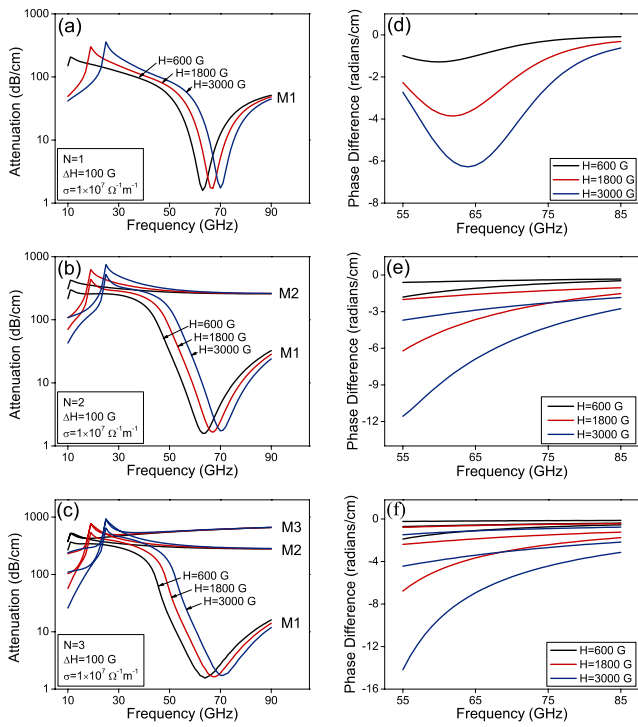 (a)
1000
100
10
1
Attenuation (dB/cm)
H=600 G
H=1800 G
H=3000 G
M1
N=1
ΔH=100 G
σ=1×10⁷ Ω⁻¹m⁻¹
10 30 50 70 90
Frequency (GHz)
(d)
0
-2
-4
-6
-8
Phase Difference (radians/cm)
H=600 G
H=1800 G
H=3000 G
55 65 75 85
Frequency (GHz)
(b)
1000
100
10
1
Attenuation (dB/cm)
M2
H=600 G
H=1800 G
H=3000 G
M1
N=2
ΔH=100 G
σ=1×10⁷ Ω⁻¹m⁻¹
10 30 50 70 90
Frequency (GHz)
(e)
0
-3
-6
-9
-12
Phase Difference (radians/cm)
H=600 G
H=1800 G
H=3000 G
55 65 75 85
Frequency (GHz)
(c)
1000
100
10
1
Attenuation (dB/cm)
M3
M2
H=600 G
H=1800 G
H=3000 G
M1
N=3
ΔH=100 G
σ=1×10⁷ Ω⁻¹m⁻¹
10 30 50 70 90
Frequency (GHz)
(f)
0
-4
-8
-12
-16
Phase Difference (radians/cm)
H=600 G
H=1800 G
H=3000 G
55 65 75 85
Frequency (GHz)